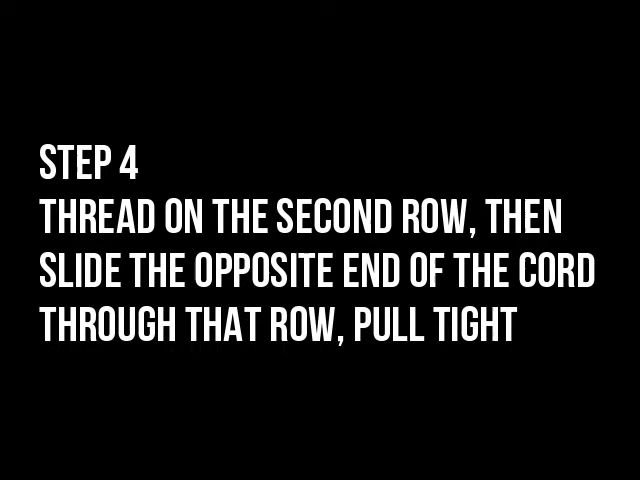 STEP 4
THREAD ON THE SECOND ROW, THEN
SLIDE THE OPPOSITE END OF THE CORD
THROUGH THAT ROW, PULL TIGHT